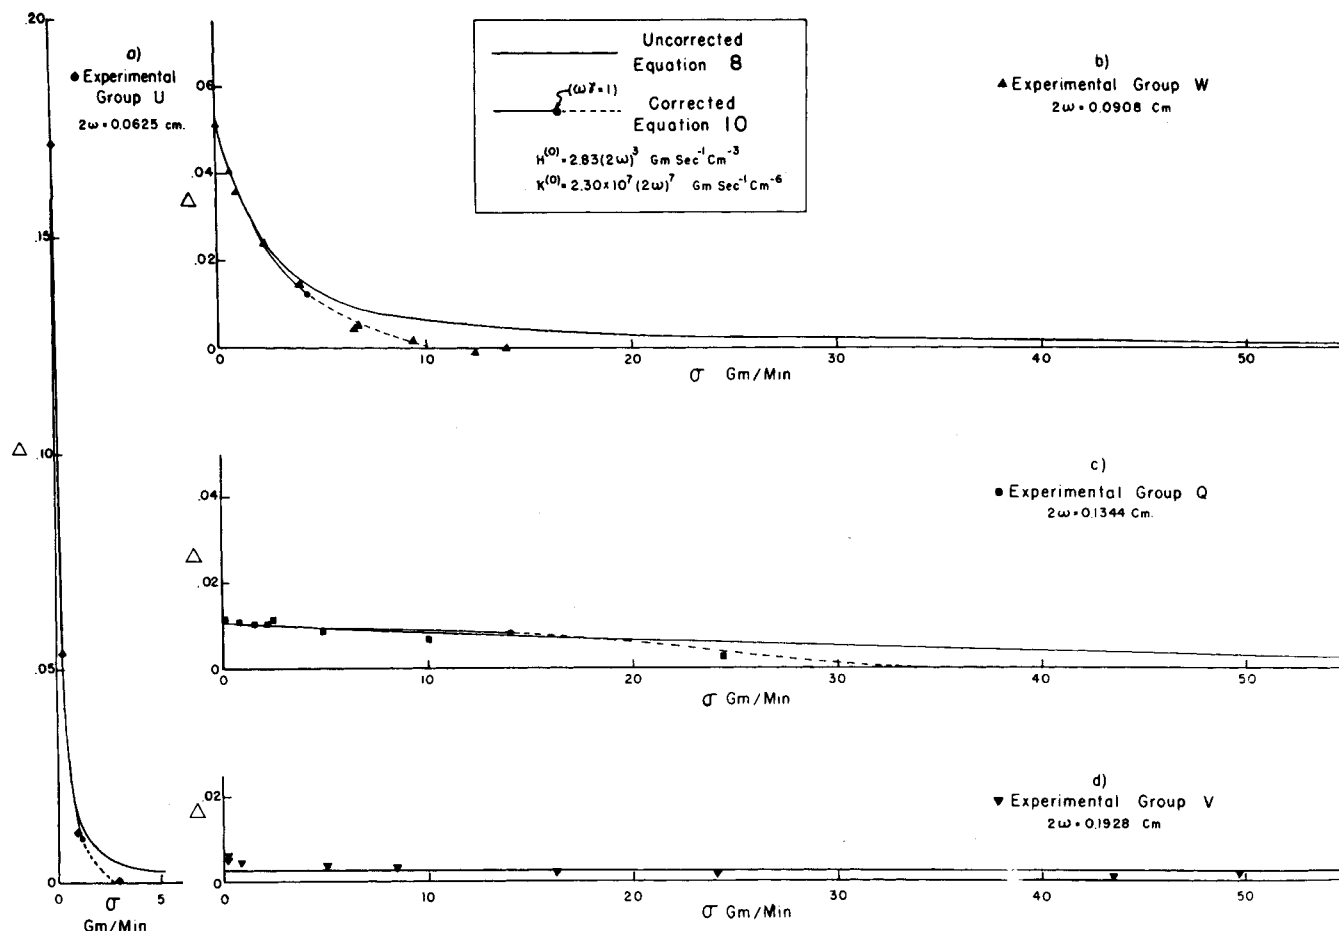 .20
.15
.10
.05
0
△
a)
● Experimental
Group U
2ω=0.0625 cm.
0 5
σ
Gm/Min
Uncorrected
Equation 8
(ωγ=1)
Corrected
Equation 10
H⁽⁰⁾=2.83(2ω)³ Gm Sec⁻¹ Cm⁻³
K⁽⁰⁾=2.30×10⁷(2ω)⁷ Gm Sec⁻¹ Cm⁻⁶
b)
▲ Experimental Group W
2ω=0.0908 Cm
.06
.04
.02
0
△
0 10 20 30 40 50
σ Gm/Min
c)
■ Experimental Group Q
2ω=0.1344 Cm.
.04
.02
0
△
0 10 20 30 40 50
σ Gm/Min
d)
▼ Experimental Group V
2ω=0.1928 Cm
.02
0
△
0 10 20 30 40 50
σ Gm/Min